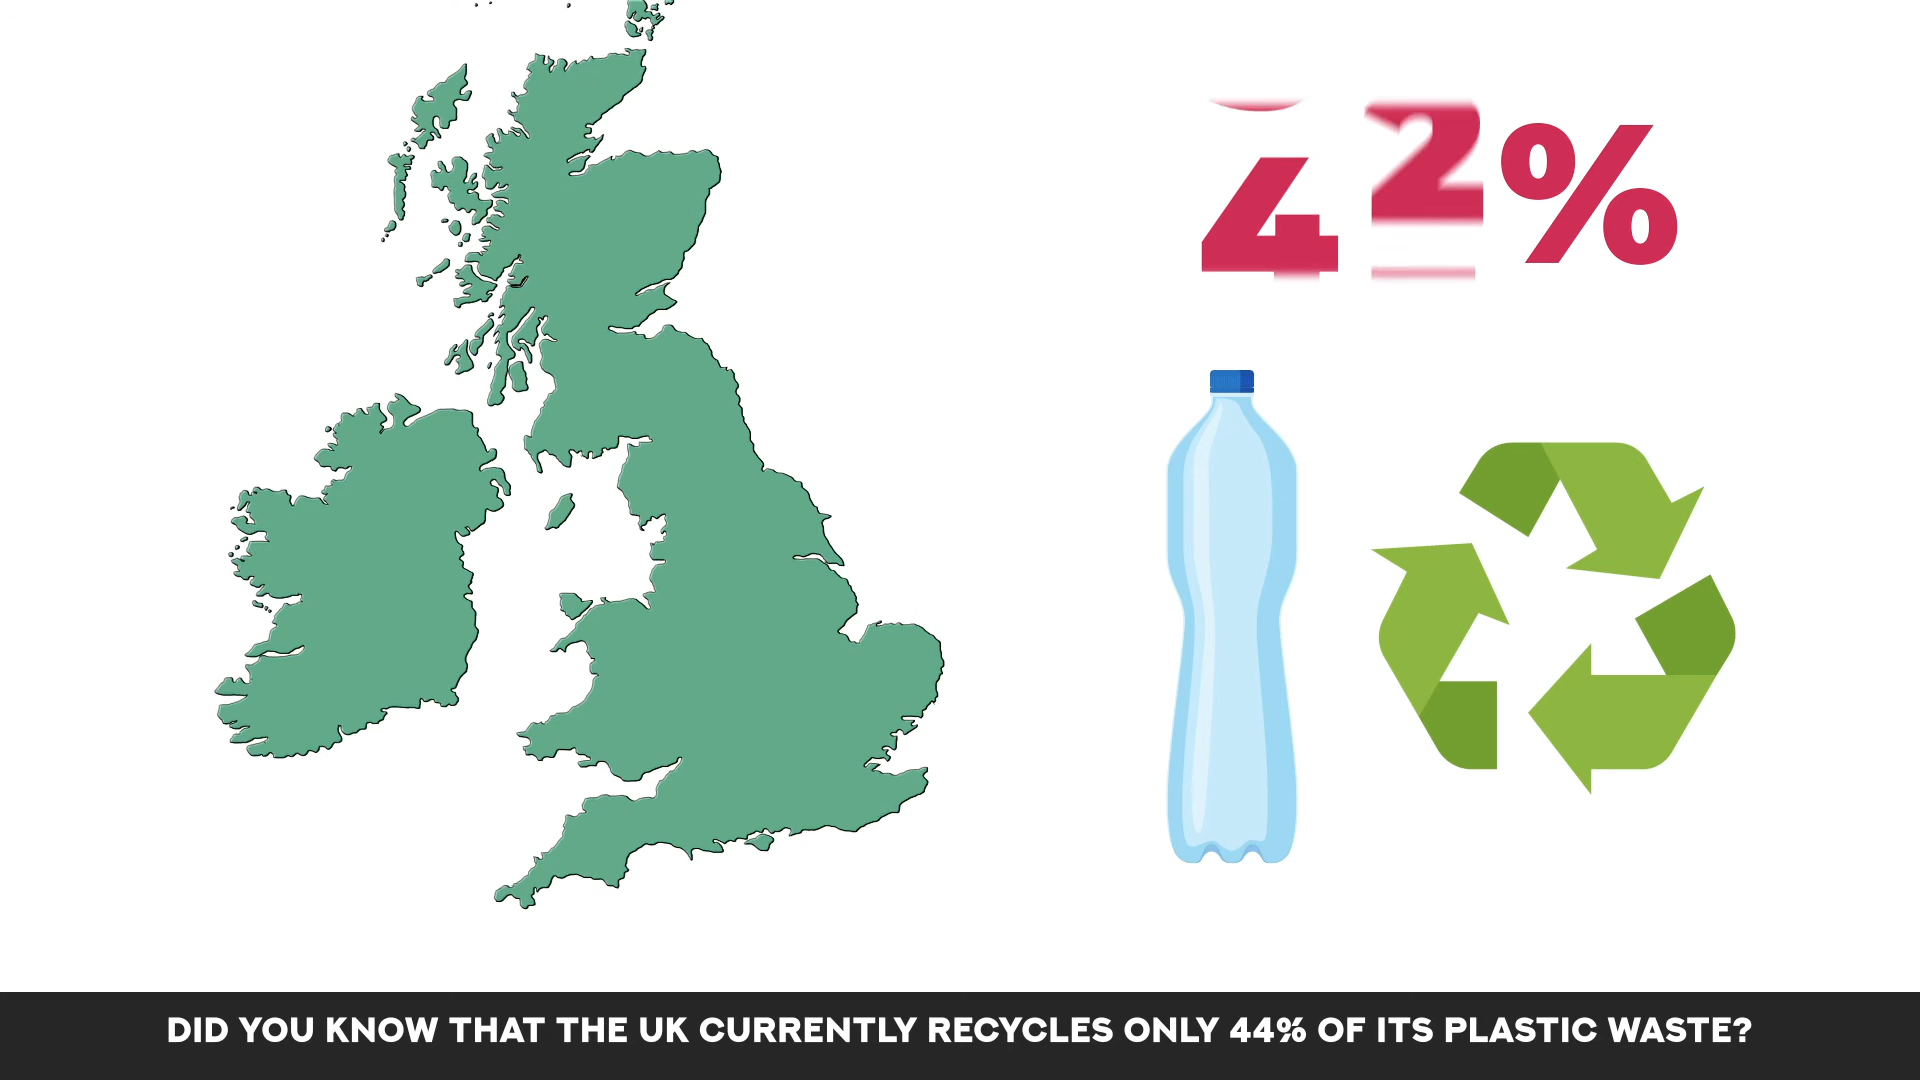 42%
DID YOU KNOW THAT THE UK CURRENTLY RECYCLES ONLY 44% OF ITS PLASTIC WASTE?